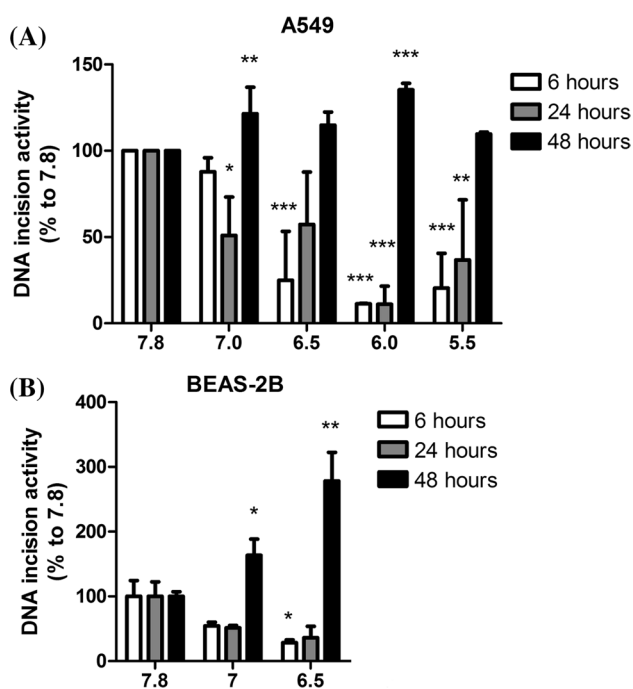 (A)
A549
DNA incision activity
(% to 7.8)
150
100
50
0
**
*
***
***
***
***
***
**
6 hours
24 hours
48 hours
7.8 7.0 6.5 6.0 5.5
(B)
BEAS-2B
DNA incision activity
(% to 7.8)
400
300
200
100
0
*
*
**
6 hours
24 hours
48 hours
7.8 7 6.5